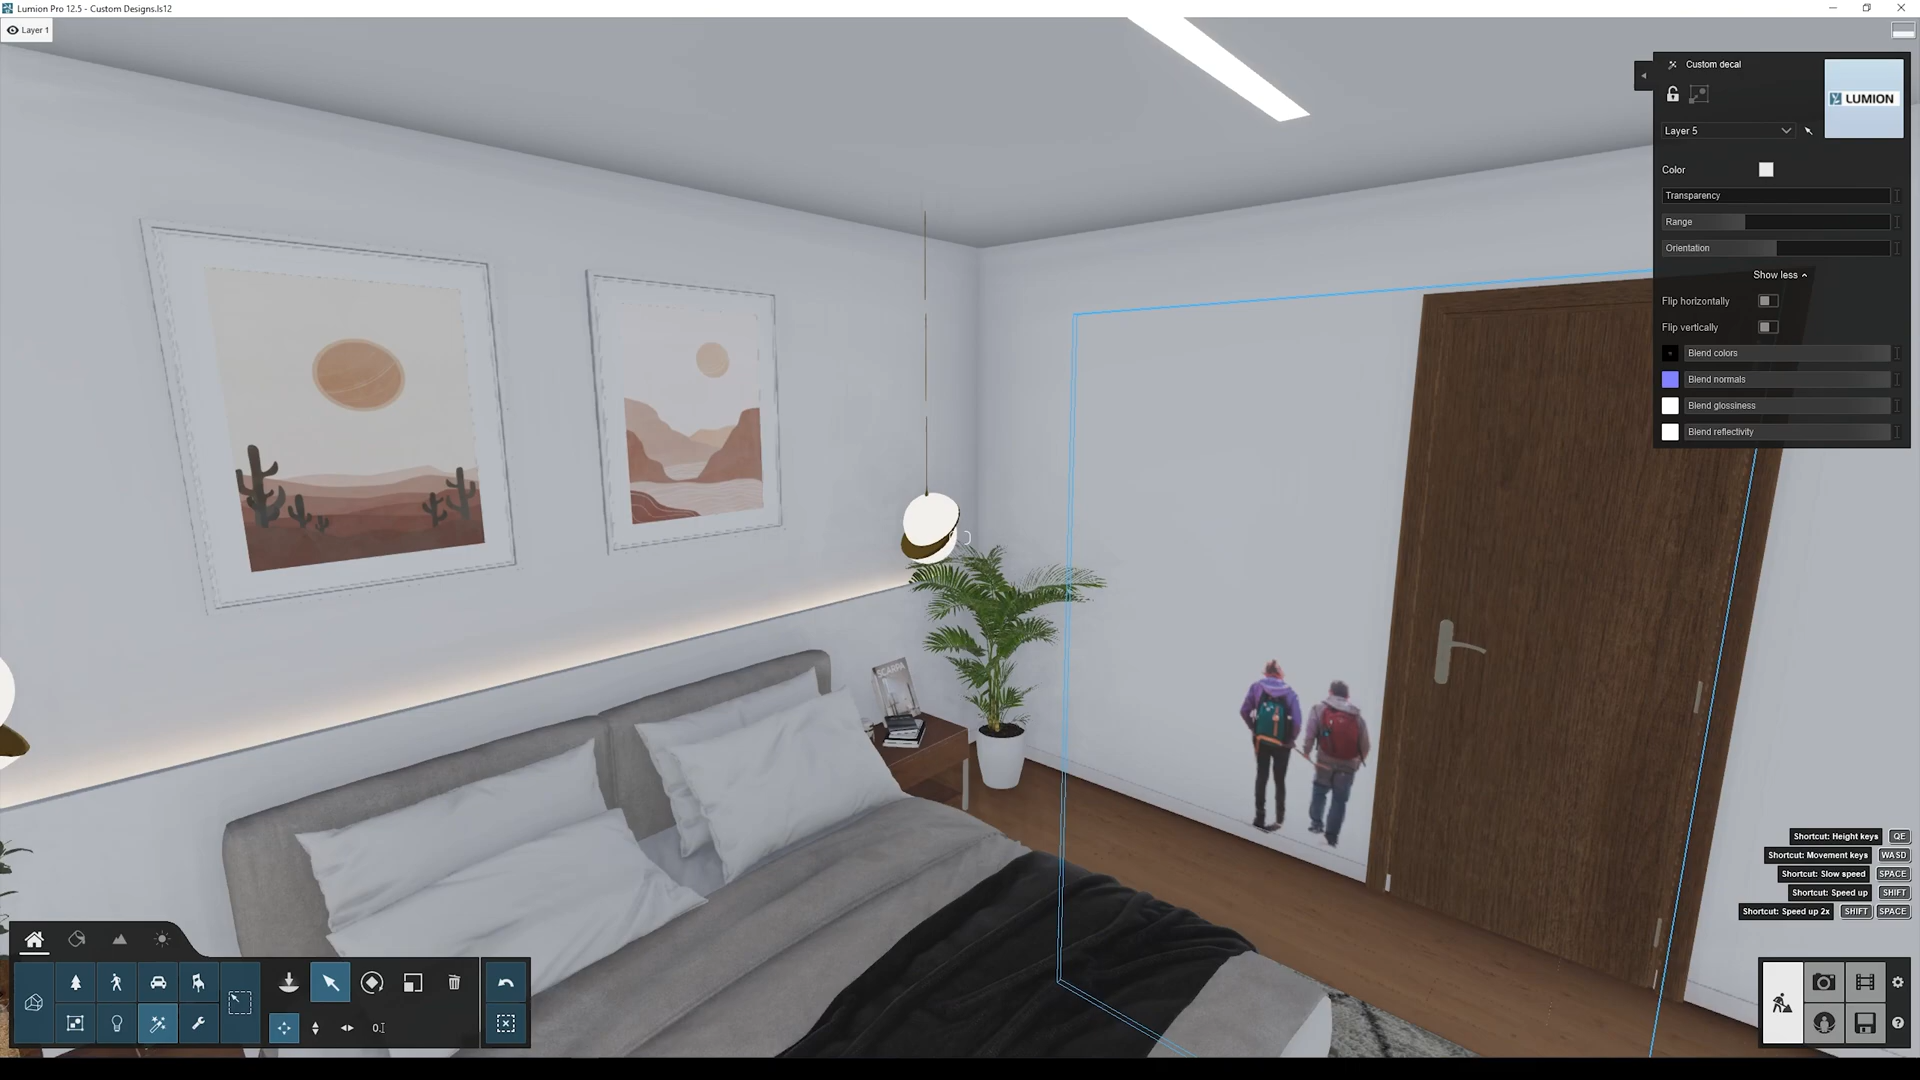 Lumion Pro 12.5 - Custom Designs.ls12
Layer 1
Custom decal
LUMION
Layer 5
Color
Transparency
Range
Orientation
Show less
Flip horizontally
Flip vertically
Blend colors
Blend normals
Blend glossiness
Blend reflectivity
SCARPA
Shortcut: Height keys QE
Shortcut: Movement keys WASD
Shortcut: Slow speed SPACE
Shortcut: Speed up SHIFT
Shortcut: Speed up 2x SHIFT SPACE
?